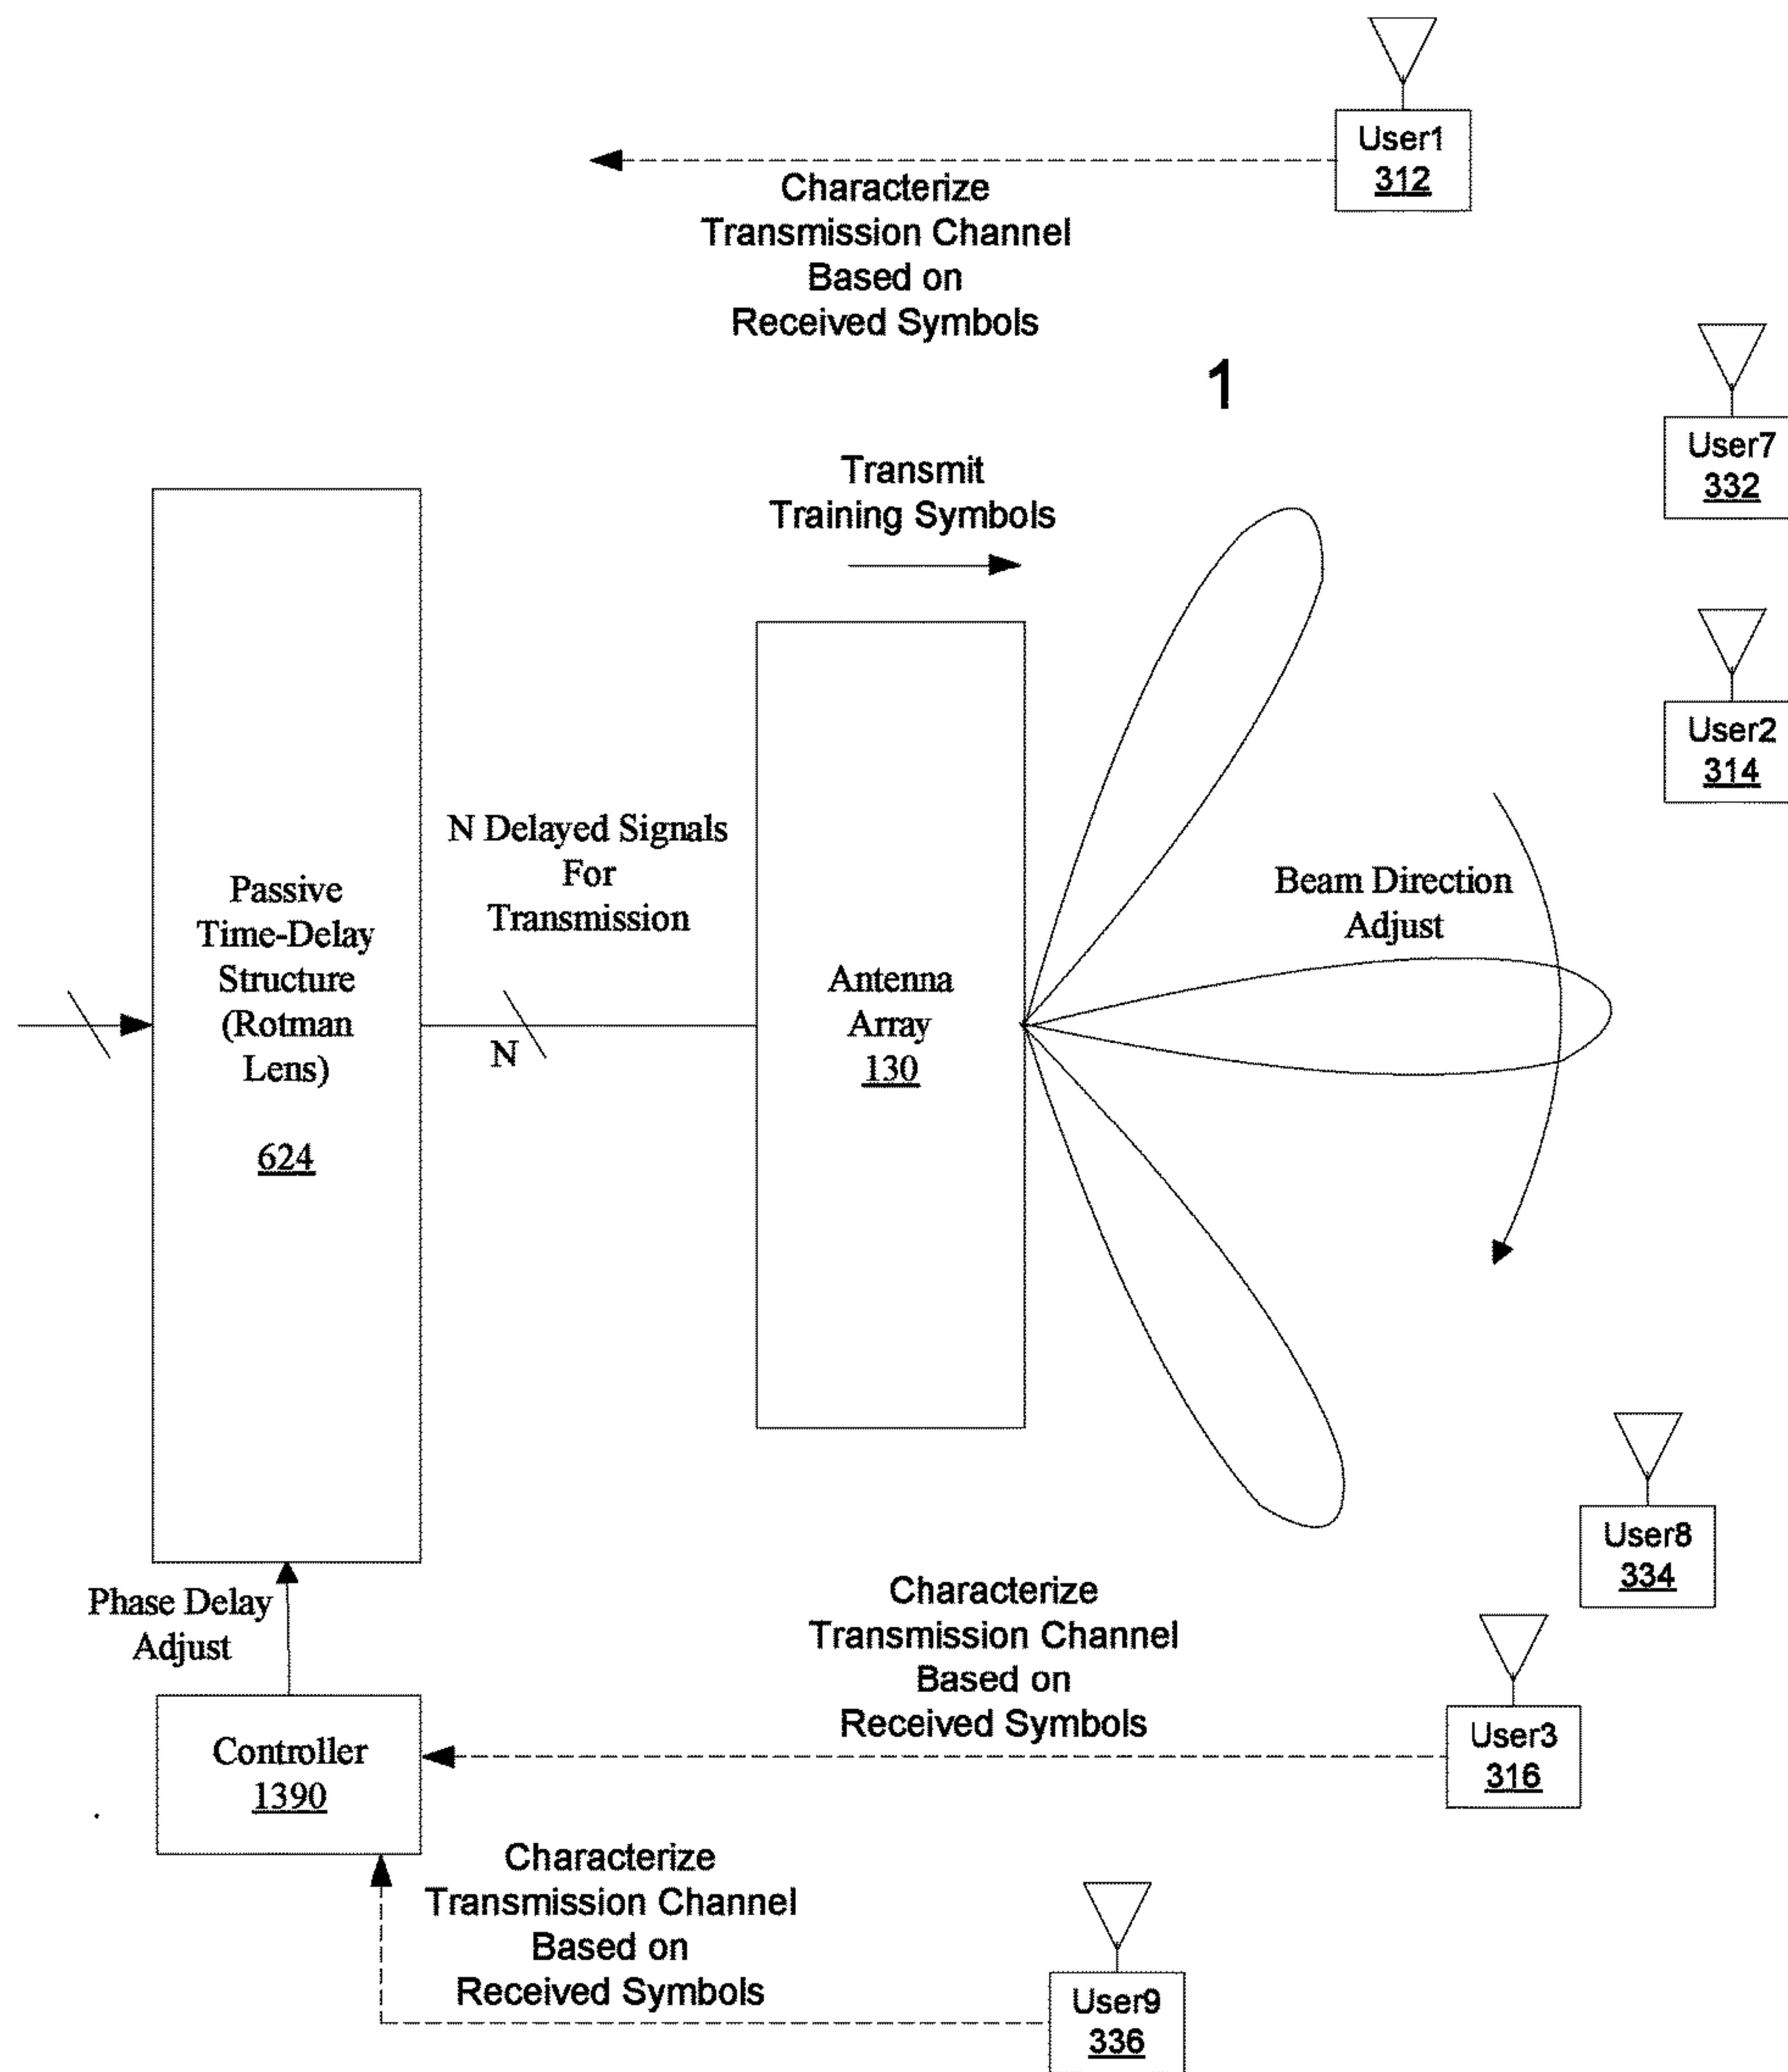 User1
312
Characterize
Transmission Channel
Based on
Received Symbols
1
User7
332
Transmit
Training Symbols
User2
314
N Delayed Signals
For
Transmission
N
Passive
Time-Delay
Structure
(Rotman
Lens)
624
Antenna
Array
130
Beam Direction
Adjust
User8
334
Phase Delay
Adjust
Characterize
Transmission Channel
Based on
Received Symbols
User3
316
Controller
1390
Characterize
Transmission Channel
Based on
Received Symbols
User9
336